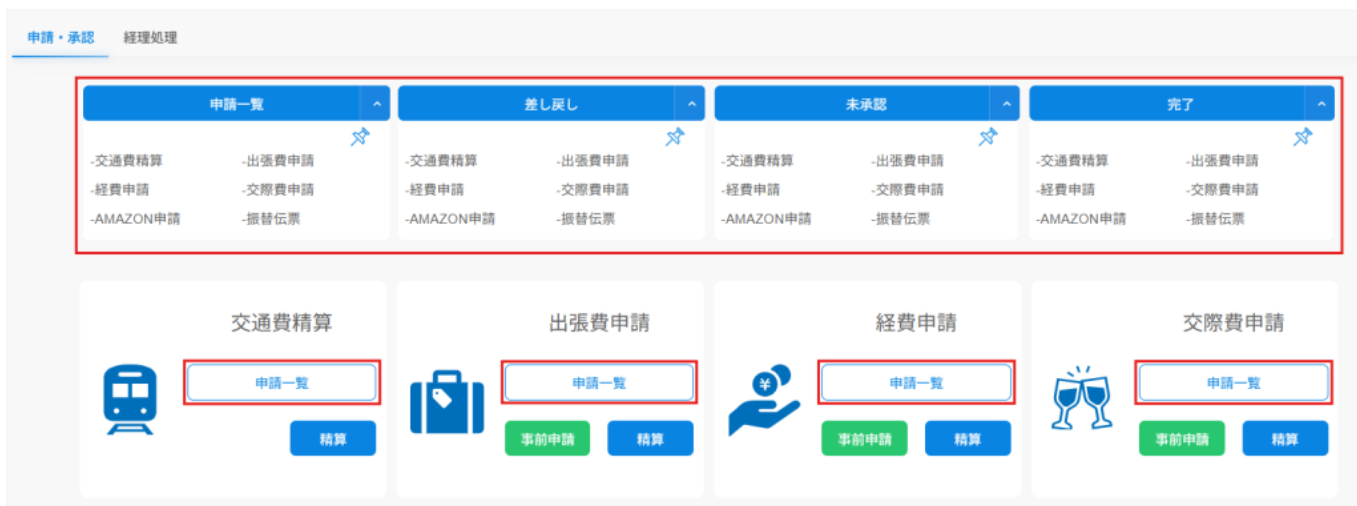 申請・承認 経理処理
申請一覧 差し戻し 未承認 完了
-交通費精算 -出張費申請 -交通費精算 -出張費申請 -交通費精算 -出張費申請 -交通費精算 -出張費申請
-経費申請 -交際費申請 -経費申請 -交際費申請 -経費申請 -交際費申請 -経費申請 -交際費申請
-AMAZON申請 -振替伝票 -AMAZON申請 -振替伝票 -AMAZON申請 -振替伝票 -AMAZON申請 -振替伝票
交通費精算 出張費申請 経費申請 交際費申請
申請一覧 申請一覧 ¥ 申請一覧 申請一覧
精算 事前申請 精算 事前申請 精算 事前申請 精算